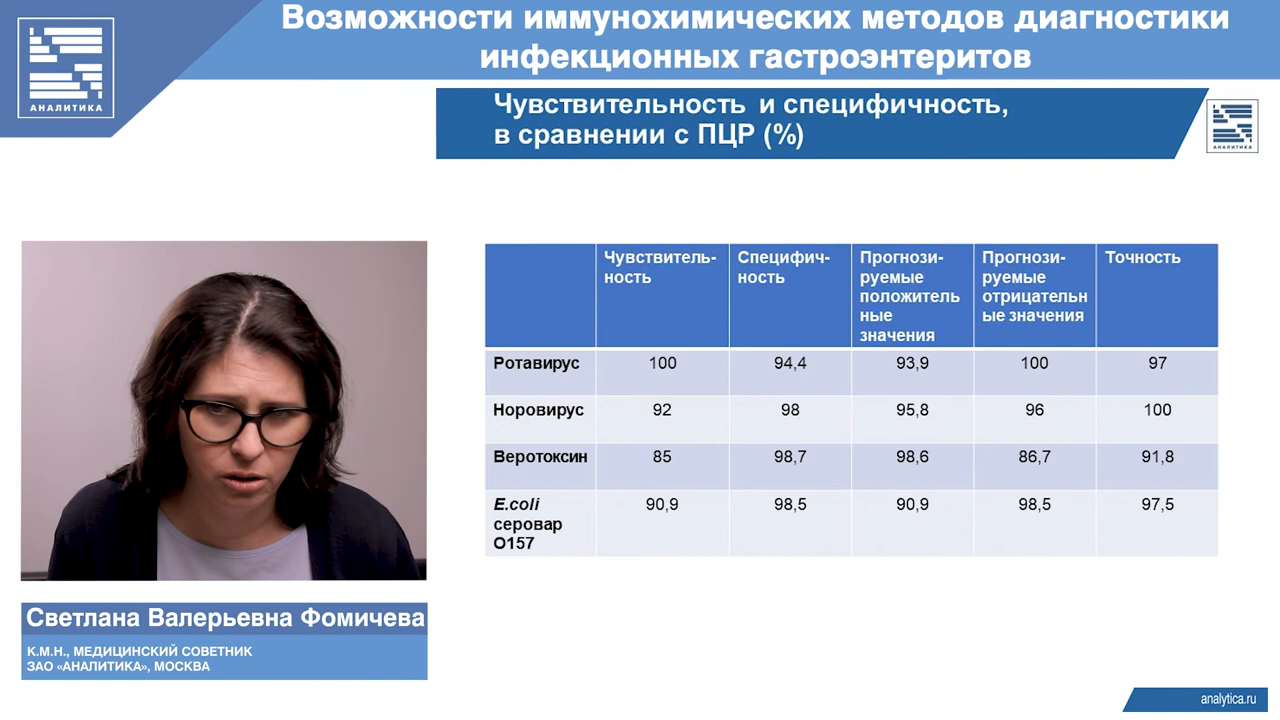 Возможности иммунохимических методов диагностики
инфекционных гастроэнтеритов
АНАЛИТИКА
Чувствительность и специфичность,
в сравнении с ПЦР (%)
АНАЛИТИКА
Чувствитель-
ность
Специфич-
ность
Прогнози-
руемые
положитель
ные
значения
Прогнози-
руемые
отрицательн
ые значения
Точность
Ротавирус 100 94,4 93,9 100 97
Норовирус 92 98 95,8 96 100
Веротоксин 85 98,7 98,6 86,7 91,8
E.coli 90,9 98,5 90,9 98,5 97,5
серовар
О157
Светлана Валерьевна Фомичева
К.М.Н., МЕДИЦИНСКИЙ СОВЕТНИК
ЗАО «АНАЛИТИКА», МОСКВА
analytica.ru